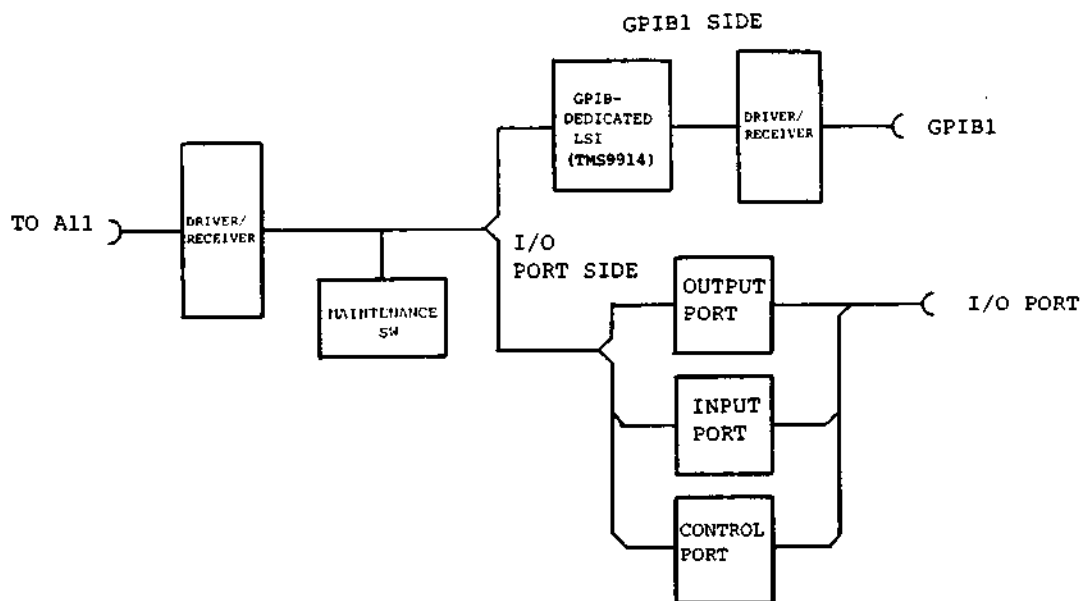 GPIB1 SIDE
GPIB-
DEDICATED
LSI
(TMS9914)
DRIVER/
RECEIVER
GPIB1
TO A11
DRIVER/
RECEIVER
I/O
PORT SIDE
MAINTENANCE
SW
OUTPUT
PORT
I/O PORT
INPUT
PORT
CONTROL
PORT